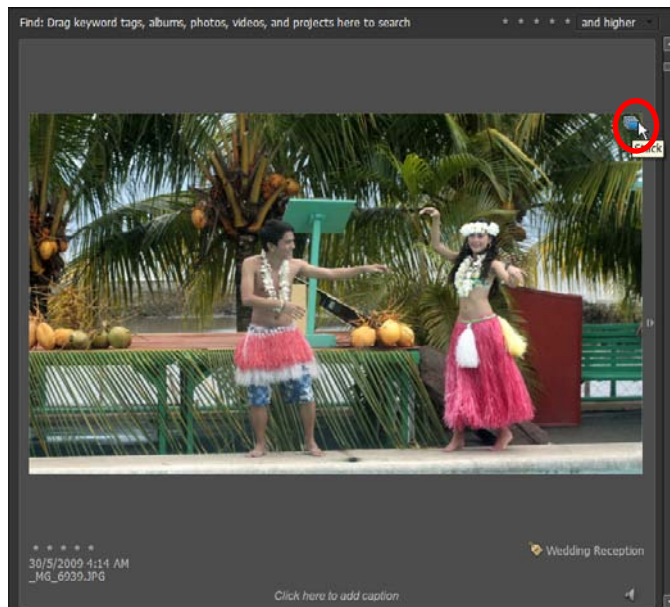 Find: Drag keyword tags, albums, photos, videos, and projects here to search
and higher
Wedding Reception
30/5/2009 4:14 AM
_MG_6939.JPG
Click here to add caption